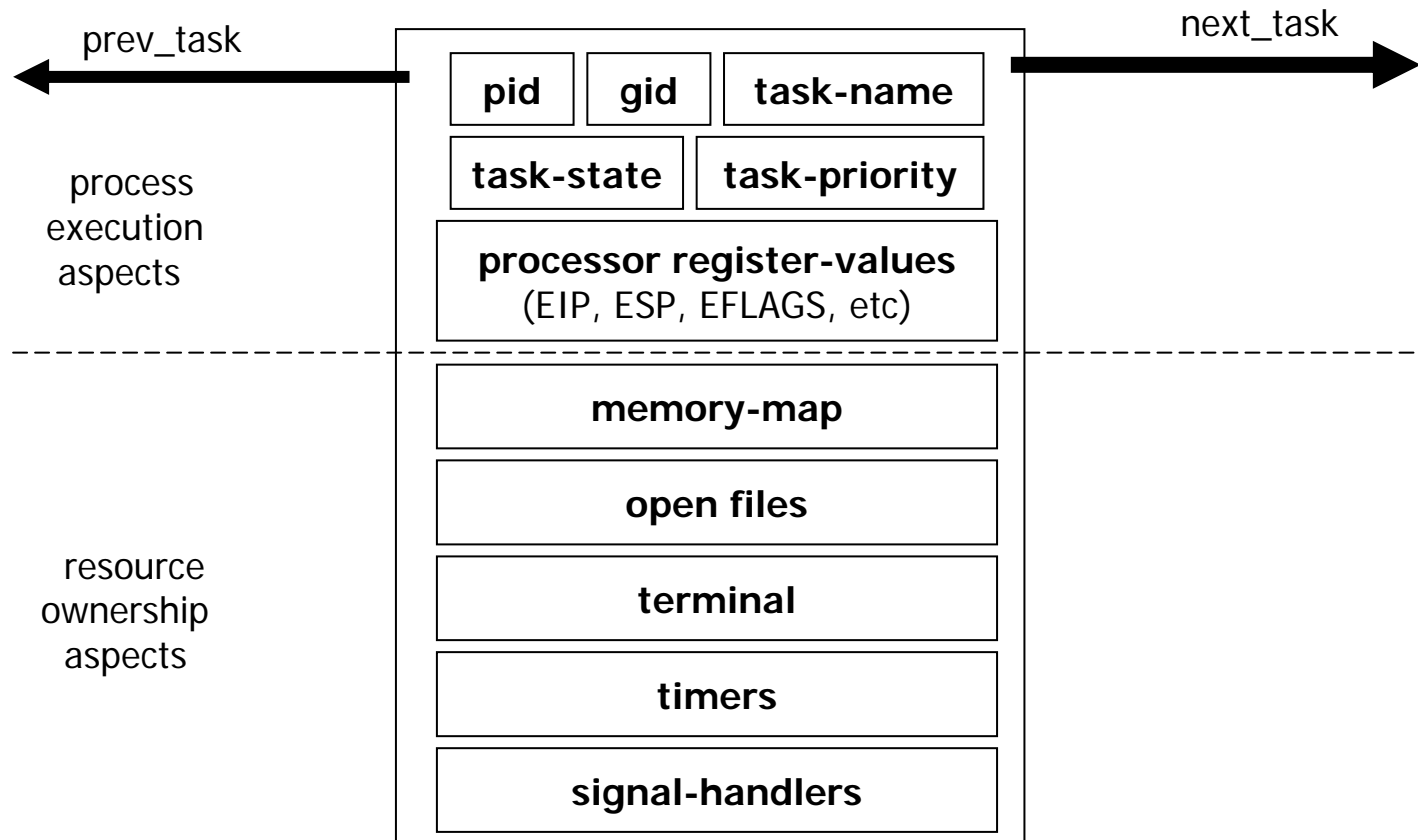 prev_task
next_task
pid
gid
task-name
task-state
task-priority
process
execution
aspects
processor register-values
(EIP, ESP, EFLAGS, etc)
memory-map
open files
terminal
resource
ownership
aspects
timers
signal-handlers